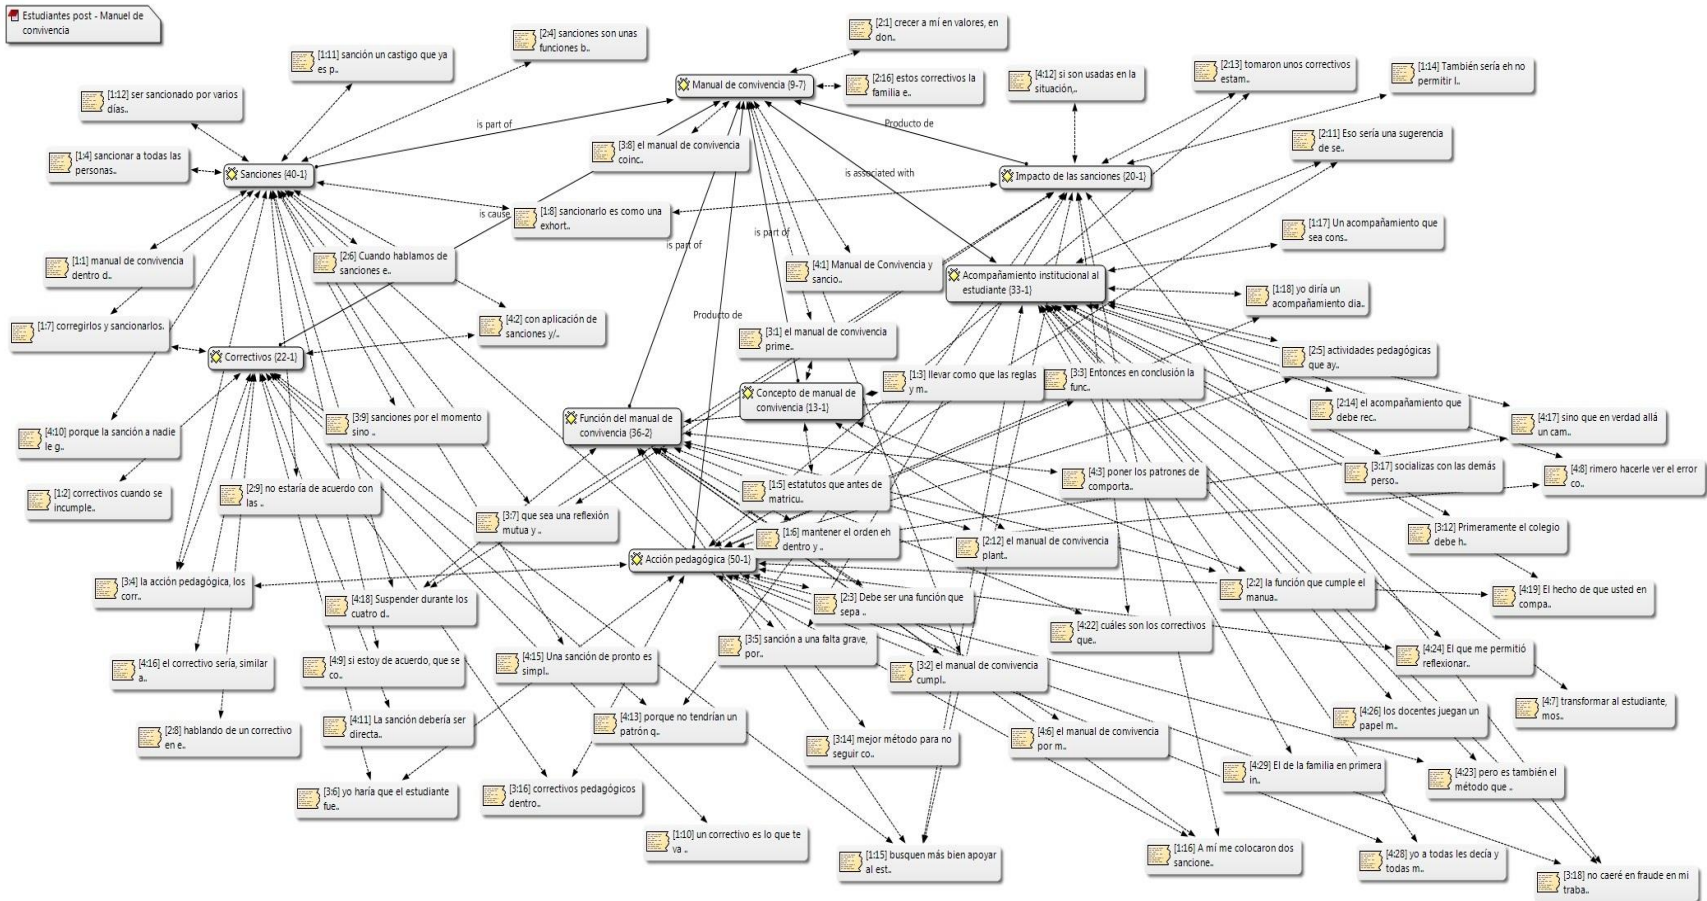 Estudiantes post - Manuel de
convivencia
[1:11] sanción un castigo que ya
es p..
[2:4] sanciones son unas
funciones b..
[2:1] crecer a mí en valores, en
don..
Manual de convivencia {9-7}
[2:16] estos correctivos la
familia e..
[4:12] si son usadas en la
situación,..
[2:13] tomaron unos correctivos
estam..
[1:14] También sería eh no
permitir l..
[1:12] ser sancionado por varios
días..
is part of
Producto de
[2:11] Eso sería una sugerencia
de se..
[1:4] sancionar a todas las
personas..
Sanciones {40-1}
[3:8] el manual de convivencia
coinc..
is associated with
Impacto de las sanciones {20-1}
is cause
[1:8] sancionarlo es como una
exhort..
is part of
is part of
[1:17] Un acompañamiento que
sea cons..
[1:1] manual de convivencia
dentro d..
[2:6] Cuando hablamos de
sanciones e..
[4:1] Manual de Convivencia y
sancio..
Acompañamiento institucional al
estudiante {33-1}
[1:18] yo diría un
acompañamiento dia..
[1:7] corregirlos y sancionarlos.
[4:2] con aplicación de
sanciones y/..
Producto de
[3:1] el manual de convivencia
prime..
Correctivos {22-1}
[2:5] actividades pedagógicas
que ay..
[1:3] llevar como que las reglas
y m..
[3:3] Entonces en conclusión la
func..
Concepto de manual de
convivencia {13-1}
[2:14] el acompañamiento que
debe rec..
[4:17] sino que en verdad allá
un cam..
[3:9] sanciones por el momento
sino ..
Función del manual de
convivencia {36-2}
[4:10] porque la sanción a nadie
le g..
[4:3] poner los patrones de
comporta..
[3:17] socializas con las demás
perso..
[4:8] rimero hacerle ver el error
co..
[1:2] correctivos cuando se
incumple..
[2:9] no estaría de acuerdo con
las ..
[1:5] estatutos que antes de
matricu..
[3:7] que sea una reflexión
mutua y ..
[1:6] mantener el orden eh
dentro y ..
[2:12] el manual de convivencia
plant..
[3:12] Primeramente el colegio
debe h..
Acción pedagógica {50-1}
[3:4] la acción pedagógica, los
corr..
[4:18] Suspender durante los
cuatro d..
[2:3] Debe ser una función que
sepa ..
[2:2] la función que cumple el
manua..
[4:19] El hecho de que usted en
compa..
[4:22] cuáles son los correctivos
que..
[3:5] sanción a una falta grave,
por..
[4:16] el correctivo sería, similar
a..
[4:9] si estoy de acuerdo, que se
co..
[4:15] Una sanción de pronto es
simpl..
[3:2] el manual de convivencia
cumpl..
[4:24] El que me permitió
reflexionar..
[4:7] transformar al estudiante,
mos..
[2:8] hablando de un correctivo
en e..
[4:11] La sanción debería ser
directa..
[4:13] porque no tendrían un
patrón q..
[3:14] mejor método para no
seguir co..
[4:6] el manual de convivencia
por m..
[4:26] los docentes juegan un
papel m..
[4:29] El de la familia en primera
in..
[4:23] pero es también el
método que ..
[3:6] yo haría que el estudiante
fue..
[3:16] correctivos pedagógicos
dentro..
[1:10] un correctivo es lo que te
va ..
[1:15] busquen más bien apoyar
al est..
[1:16] A mí me colocaron dos
sancione..
[4:28] yo a todas les decía y
todas m..
[3:18] no caeré en fraude en mi
traba..